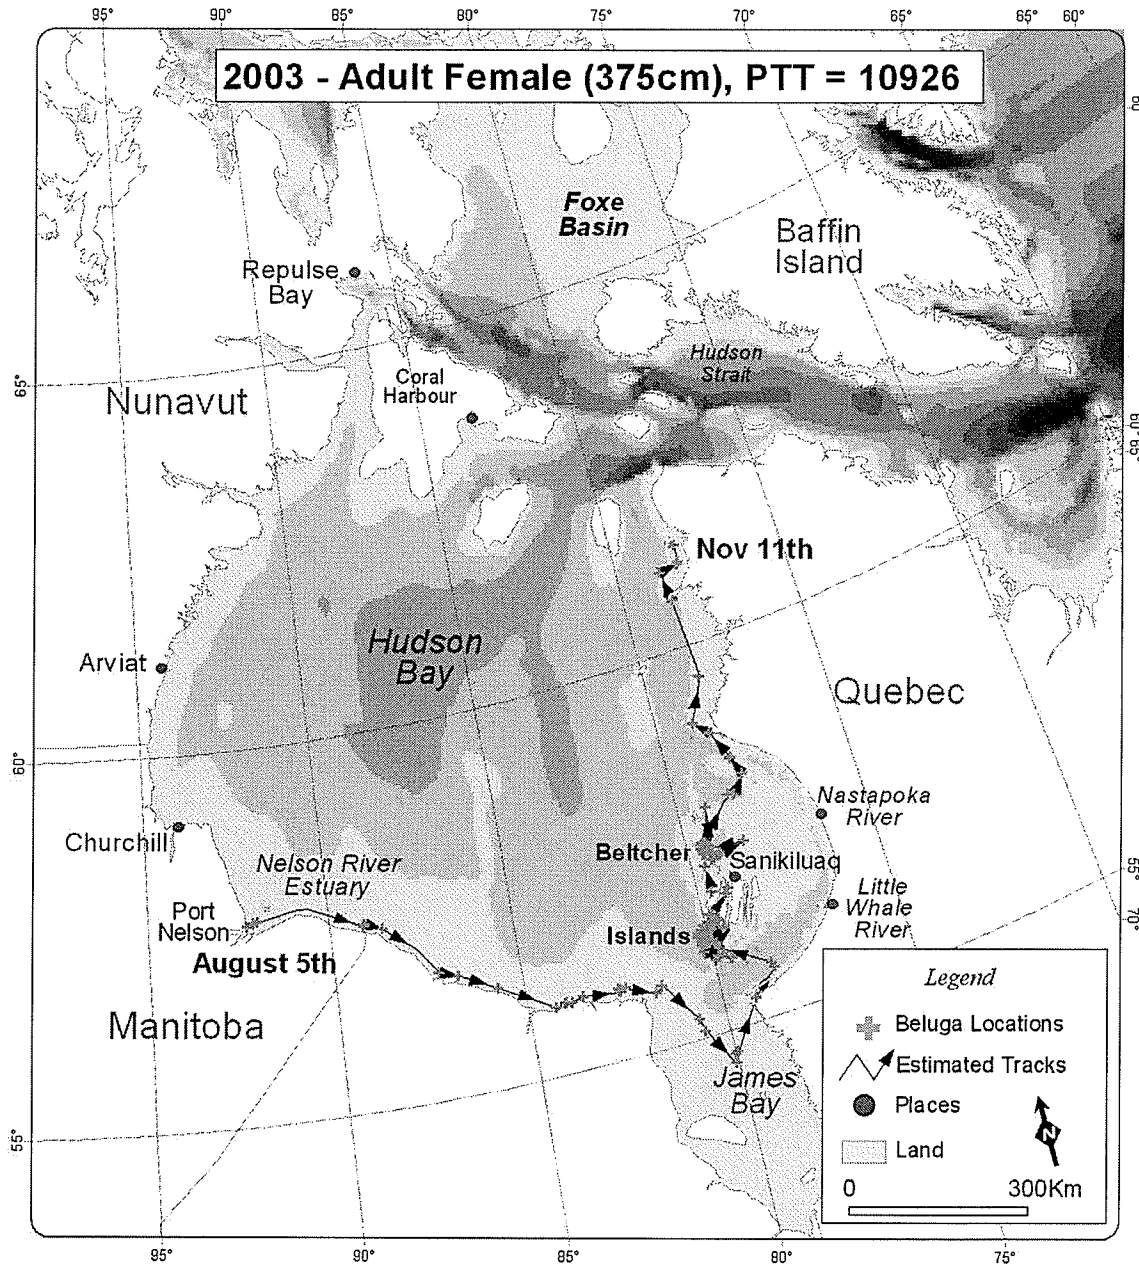 95°
90°
85°
80°
75°
70°
65°
65°
60°
2003 - Adult Female (375cm), PTT = 10926
Foxe
Basin
Baffin
Island
Repulse
Bay
Hudson
Strait
Coral
Harbour
65°
Nunavut
Nov 11th
Hudson
Bay
Arviat
Quebec
60°
Nastapoka
River
Churchill
Beltcher
Sanikiluaq
Nelson River
Estuary
Little
Whale
River
Port
Nelson
Islands
August 5th
Manitoba
James
Bay
Legend
Beluga Locations
Estimated Tracks
Places
Land
N
0
300Km
55°
95°
90°
85°
80°
75°